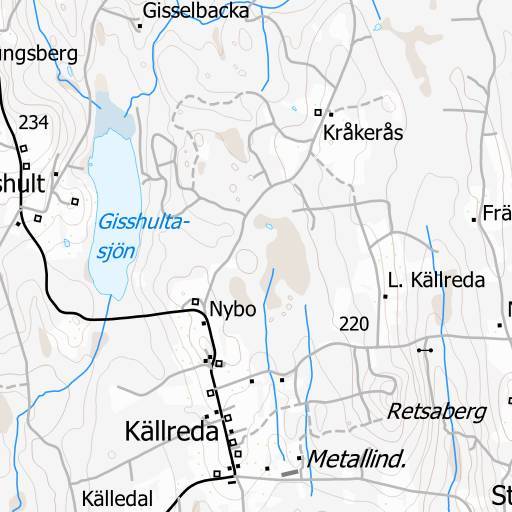 Gisselbacka
ngsberg
234
Kråkerås
shult
Gisshulta-
sjön
Frä
L. Källreda
Nybo
220
Retsaberg
Källreda
Metallind.
Källedal
St